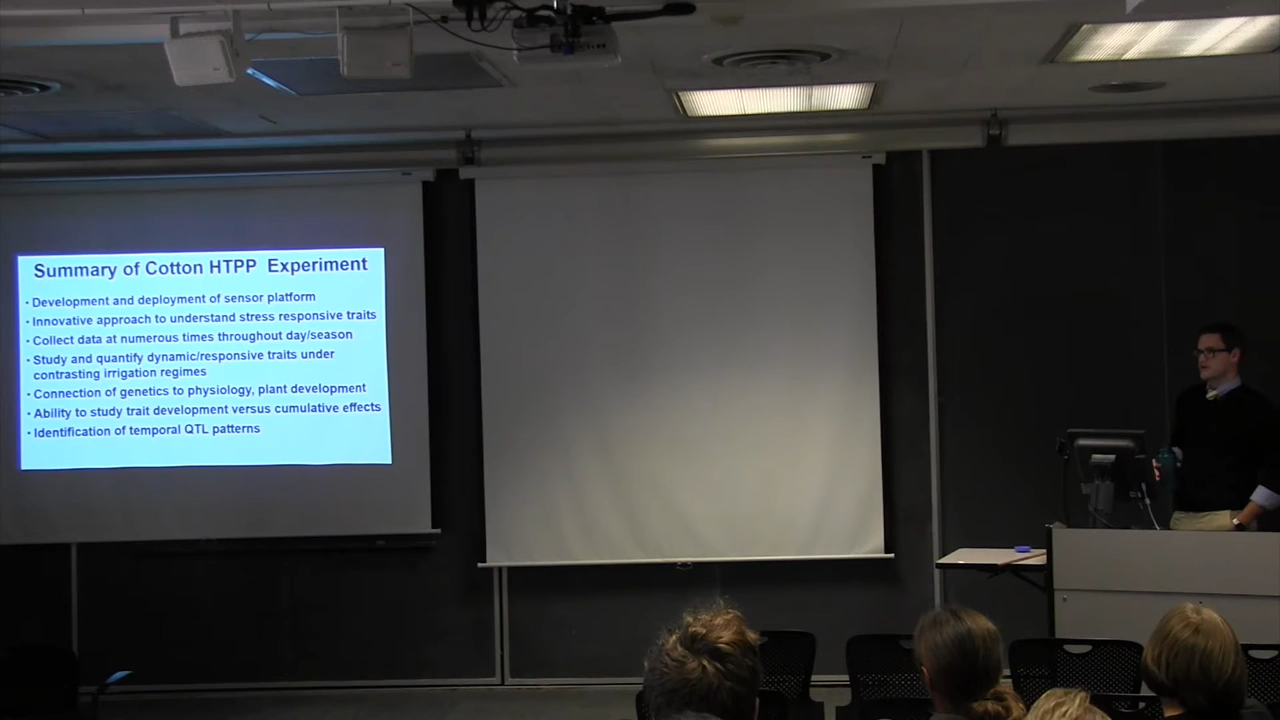 Summary of Cotton HTPP Experiment
• Development and deployment of sensor platform
• Innovative approach to understand stress responsive traits
• Collect data at numerous times throughout day/season
• Study and quantify dynamic/responsive traits under
contrasting irrigation regimes
• Connection of genetics to physiology, plant development
• Ability to study trait development versus cumulative effects
• Identification of temporal QTL patterns